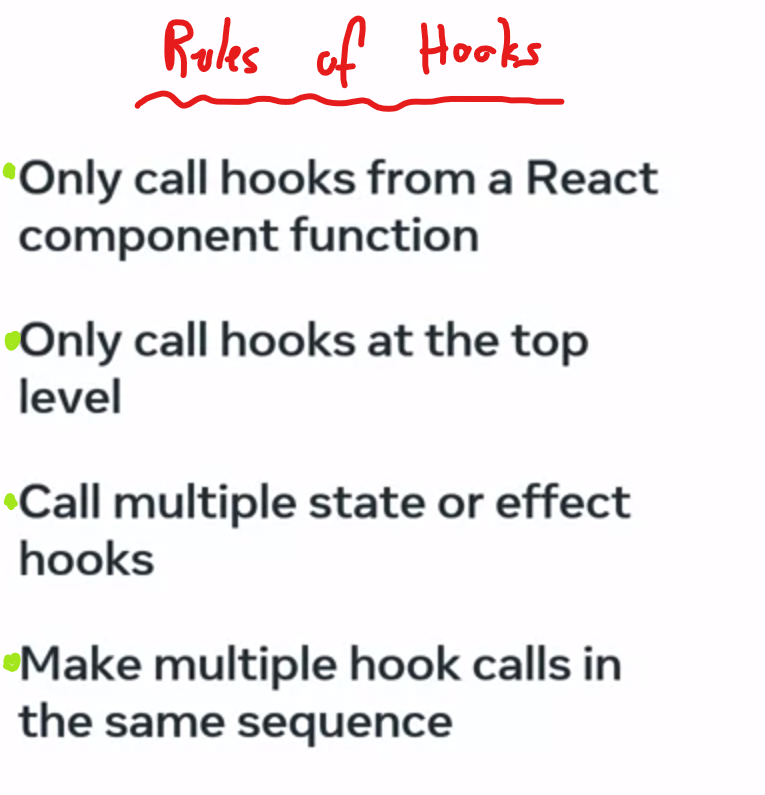 Rules of Hooks
Only call hooks from a React
component function
Only call hooks at the top
level
Call multiple state or effect
hooks
Make multiple hook calls in
the same sequence